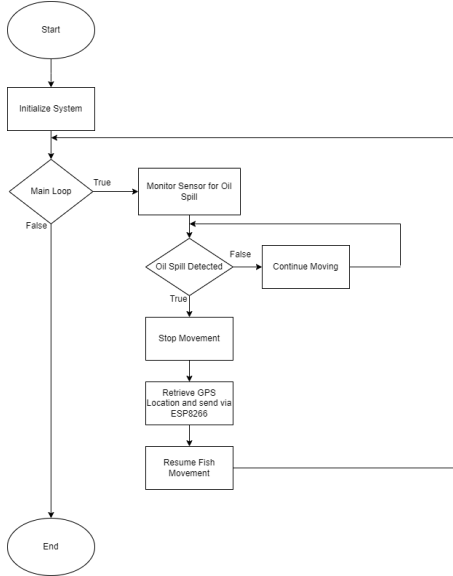 Start
Initialize System
Main Loop
True
False
Monitor Sensor for Oil
Spill
Oil Spill Detected
False
True
Continue Moving
Stop Movement
Retrieve GPS
Location and send via
ESP8266
Resume Fish
Movement
End